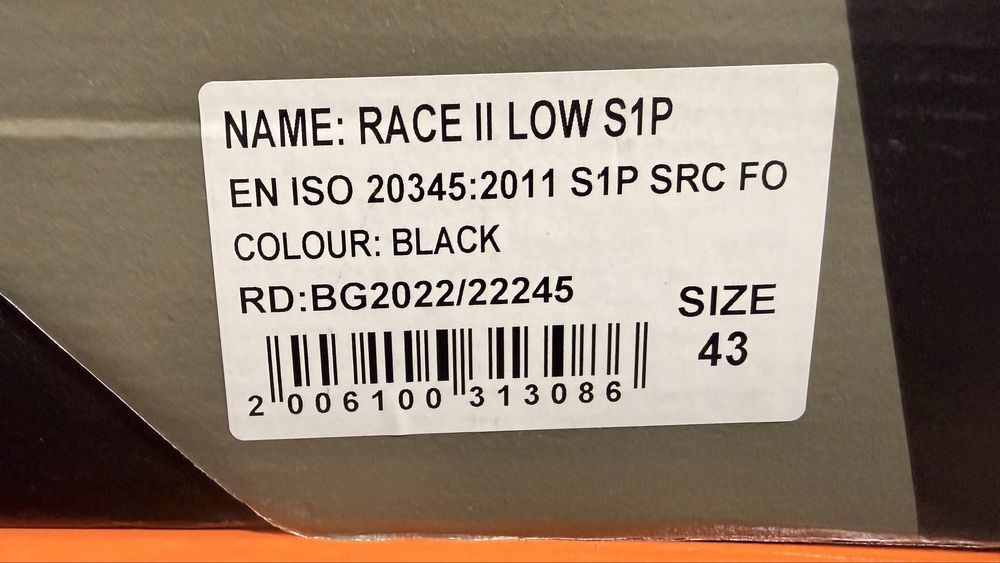 NAME: RACE II LOW S1P
EN ISO 20345:2011 S1P SRC FO
COLOUR: BLACK
RD:BG2022/22245
SIZE
43
2 006100 313086